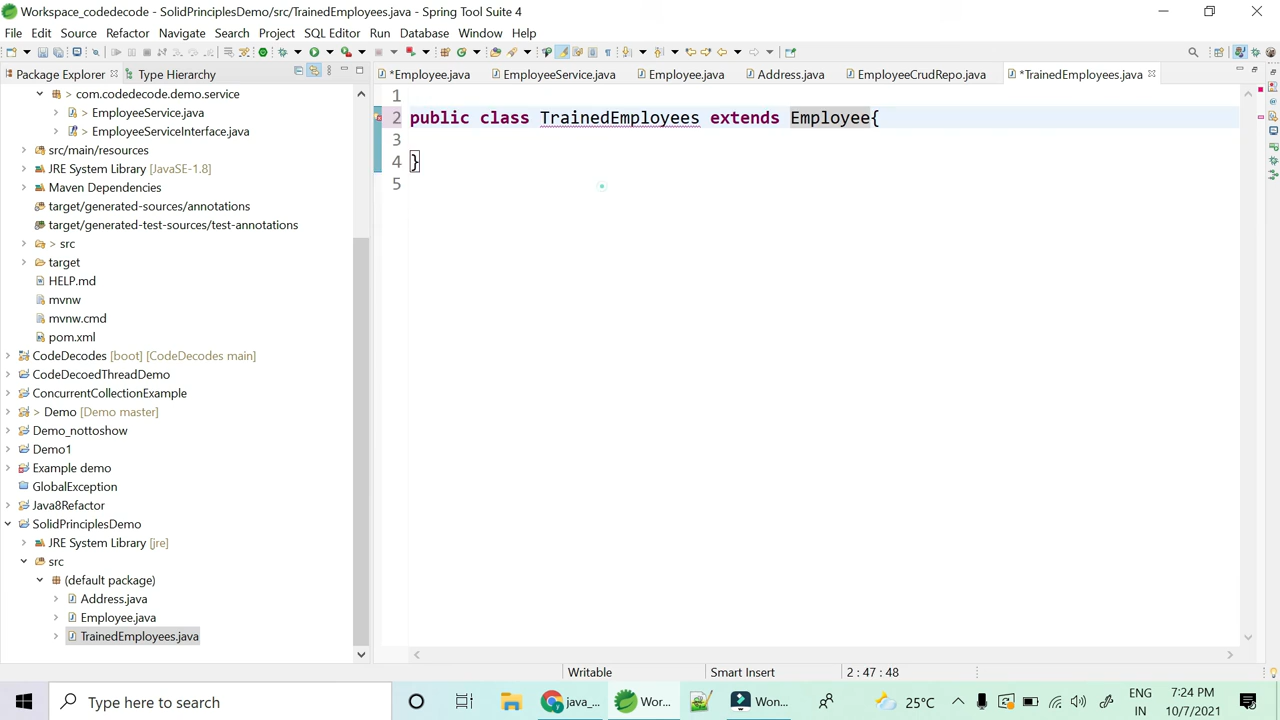 Workspace_codedecode - SolidPrinciplesDemo/src/TrainedEmployees.java - Spring Tool Suite 4
File Edit Source Refactor Navigate Search Project SQL Editor Run Database Window Help
Package Explorer Type Hierarchy
*Employee.java EmployeeService.java Employee.java Address.java EmployeeCrudRepo.java *TrainedEmployees.java
> com.codedecode.demo.service
> EmployeeService.java
> EmployeeServiceInterface.java
src/main/resources
JRE System Library [JavaSE-1.8]
Maven Dependencies
target/generated-sources/annotations
target/generated-test-sources/test-annotations
> src
target
HELP.md
mvnw
mvnw.cmd
pom.xml
CodeDecodes [boot] [CodeDecodes main]
CodeDecoedThreadDemo
ConcurrentCollectionExample
> Demo [Demo master]
Demo_nottoshow
Demo1
Example demo
GlobalException
Java8Refactor
SolidPrinciplesDemo
JRE System Library [jre]
src
(default package)
Address.java
Employee.java
TrainedEmployees.java
1
2 public class TrainedEmployees extends Employee{
3
4 }
5
Writable Smart Insert 2 : 47 : 48
Type here to search
java_... Wor... Won...
25°C
ENG
IN
7:24 PM
10/7/2021